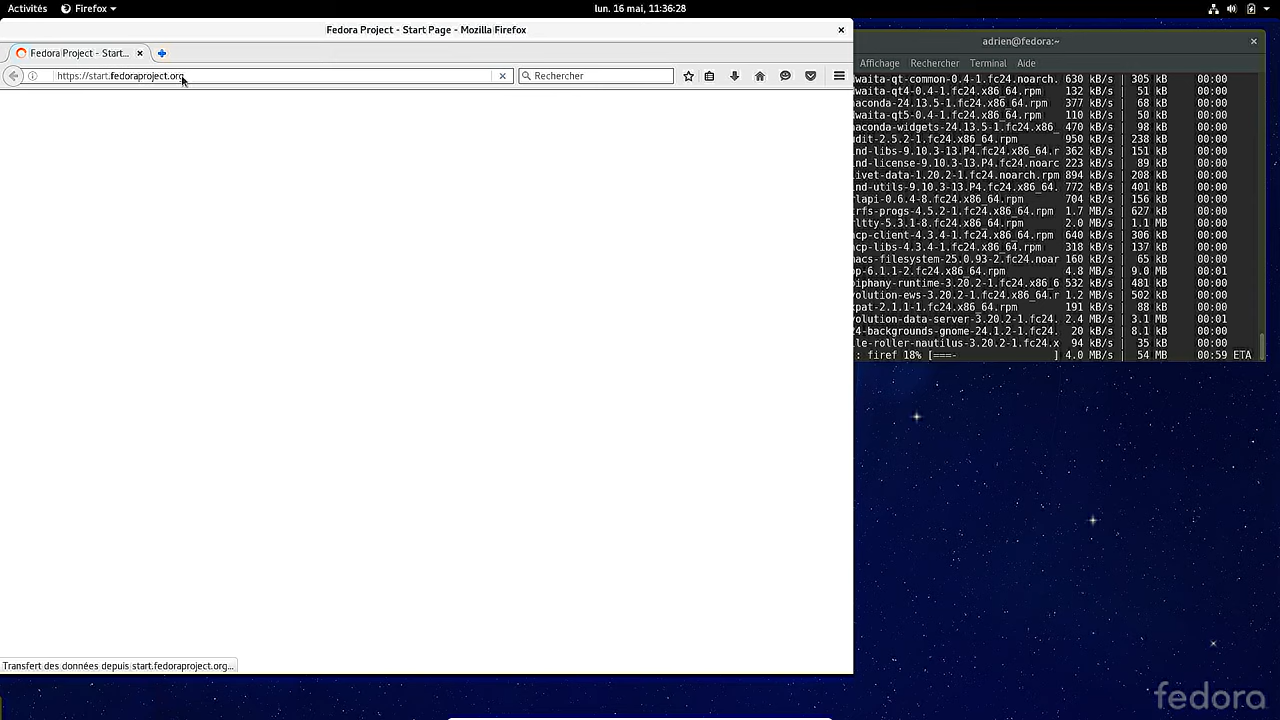 Activités Firefox lun. 16 mai, 11:36:28
Fedora Project - Start Page - Mozilla Firefox
Fedora Project - Start...
https://start.fedoraproject.org
Rechercher
Transfert des données depuis start.fedoraproject.org...
adrien@fedora:~
Affichage Rechercher Terminal Aide
waita-qt-common-0.4-1.fc24.noarch. 630 kB/s | 305 kB 00:00
waita-qt4-0.4-1.fc24.x86_64.rpm 132 kB/s | 51 kB 00:00
aconda-24.13.5-1.fc24.x86_64.rpm 377 kB/s | 68 kB 00:00
waita-qt5-0.4-1.fc24.x86_64.rpm 110 kB/s | 50 kB 00:00
aconda-widgets-24.13.5-1.fc24.x86_ 470 kB/s | 98 kB 00:00
dit-2.5.2-1.fc24.x86_64.rpm 950 kB/s | 238 kB 00:00
nd-libs-9.10.3-13.P4.fc24.x86_64.r 362 kB/s | 151 kB 00:00
nd-license-9.10.3-13.P4.fc24.noarc 223 kB/s | 89 kB 00:00
ivet-data-1.20.2-1.fc24.noarch.rpm 894 kB/s | 208 kB 00:00
nd-utils-9.10.3-13.P4.fc24.x86_64. 772 kB/s | 401 kB 00:00
rlapi-0.6.4-8.fc24.x86_64.rpm 704 kB/s | 156 kB 00:00
rfs-progs-4.5.2-1.fc24.x86_64.rpm 1.7 MB/s | 627 kB 00:00
ltty-5.3.1-8.fc24.x86_64.rpm 2.0 MB/s | 1.1 MB 00:00
cp-client-4.3.4-1.fc24.x86_64.rpm 640 kB/s | 306 kB 00:00
cp-libs-4.3.4-1.fc24.x86_64.rpm 318 kB/s | 137 kB 00:00
acs-filesystem-25.0.93-2.fc24.noar 160 kB/s | 65 kB 00:00
op-6.1.1-2.fc24.x86_64.rpm 4.8 MB/s | 9.0 MB 00:01
iphany-runtime-3.20.2-1.fc24.x86_6 532 kB/s | 481 kB 00:00
olution-ews-3.20.2-1.fc24.x86_64.r 1.2 MB/s | 502 kB 00:00
pat-2.1.1-1.fc24.x86_64.rpm 191 kB/s | 88 kB 00:00
olution-data-server-3.20.2-1.fc24. 2.4 MB/s | 3.1 MB 00:01
4-backgrounds-gnome-24.1.2-1.fc24. 20 kB/s | 8.1 kB 00:00
le-roller-nautilus-3.20.2-1.fc24.x 94 kB/s | 35 kB 00:00
: firef 18% [===- ] 4.0 MB/s | 54 MB 00:59 ETA
fedora